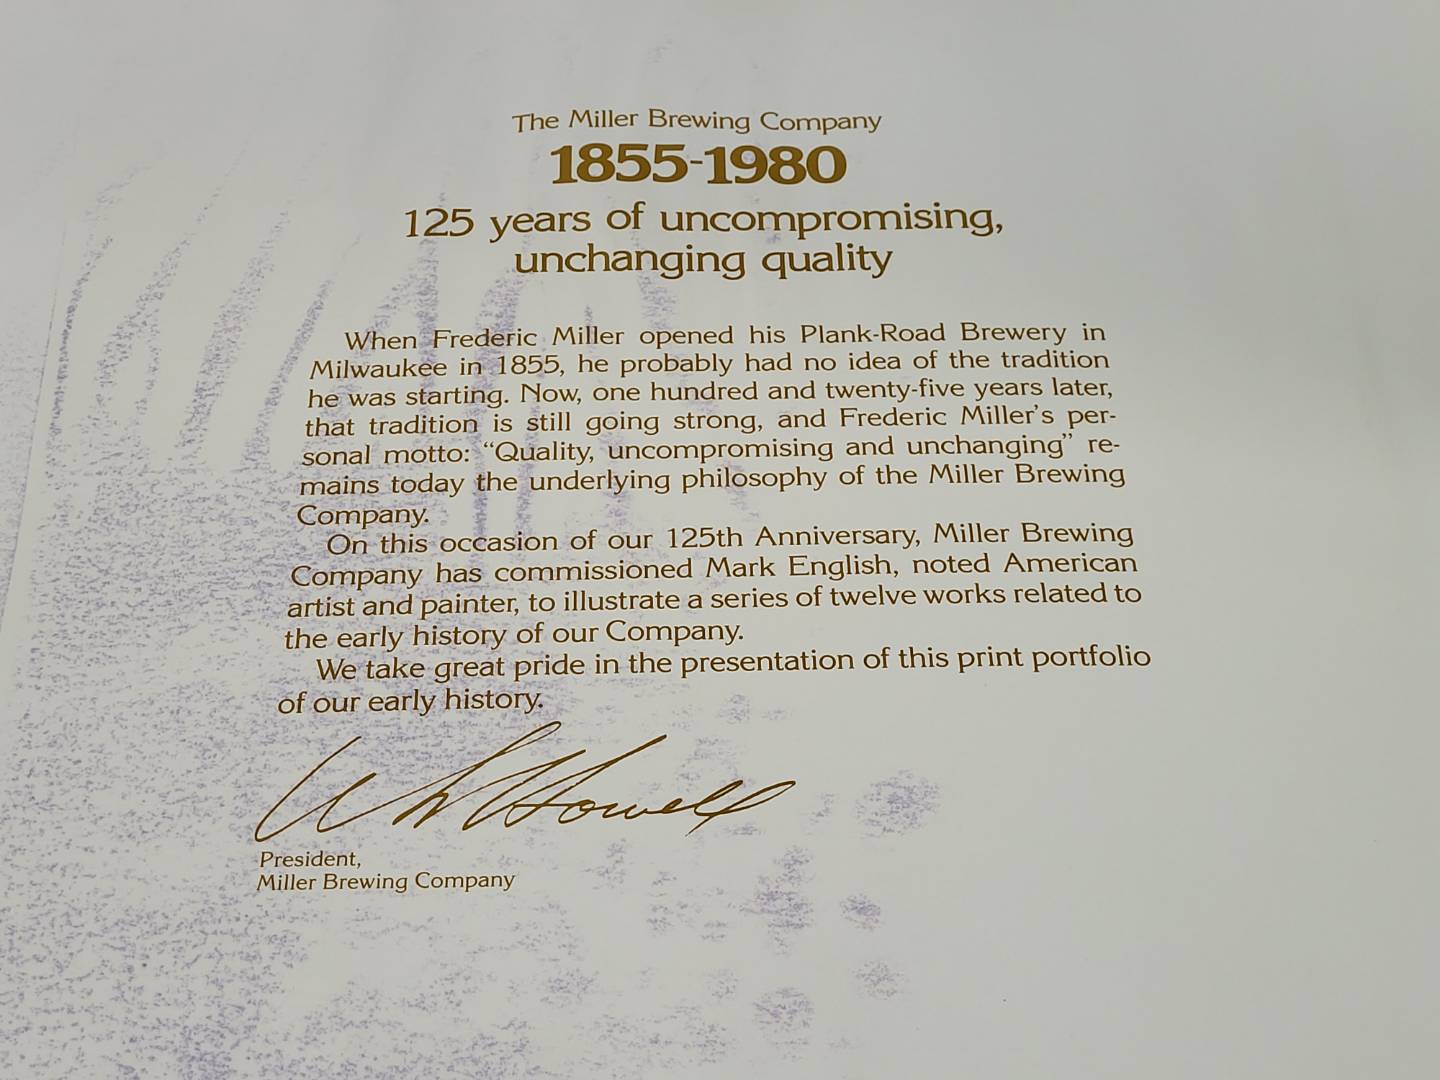 The Miller Brewing Company
1855-1980
125 years of uncompromising,
unchanging quality
When Frederic Miller opened his Plank-Road Brewery in
Milwaukee in 1855, he probably had no idea of the tradition
he was starting. Now, one hundred and twenty-five years later,
that tradition is still going strong, and Frederic Miller's per-
sonal motto: “Quality, uncompromising and unchanging” re-
mains today the underlying philosophy of the Miller Brewing
Company.
On this occasion of our 125th Anniversary, Miller Brewing
Company has commissioned Mark English, noted American
artist and painter, to illustrate a series of twelve works related to
the early history of our Company.
We take great pride in the presentation of this print portfolio
of our early history.
Howell
President,
Miller Brewing Company